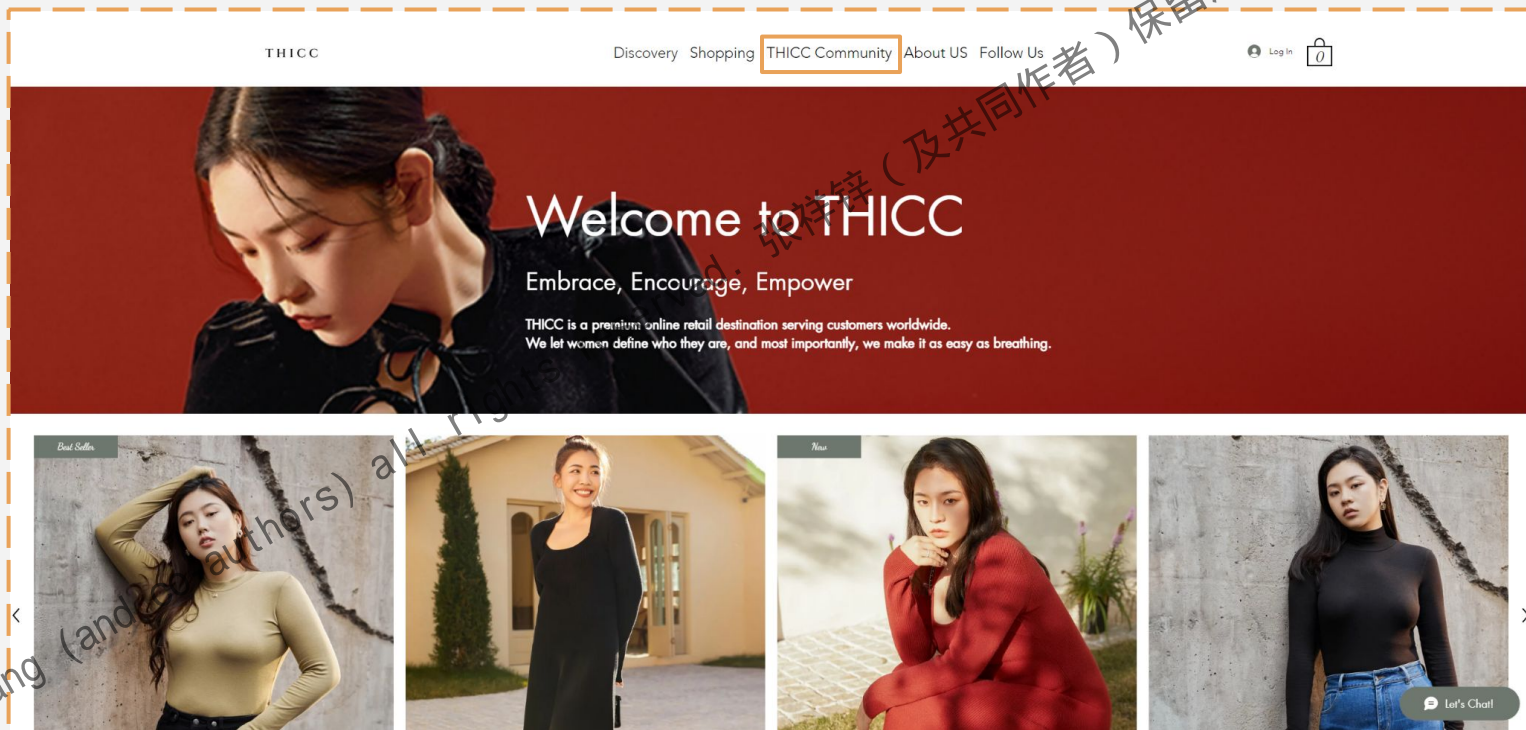 THICC
Discovery Shopping THICC Community About US Follow Us
Log In
0
Welcome to THICC
Embrace, Encourage, Empower
THICC is a premium online retail destination serving customers worldwide.
We let women define who they are, and most importantly, we make it as easy as breathing.
Best Seller
New
Let's Chat!
(and co-authors) all rights 张祥锌（及共同作者）保留